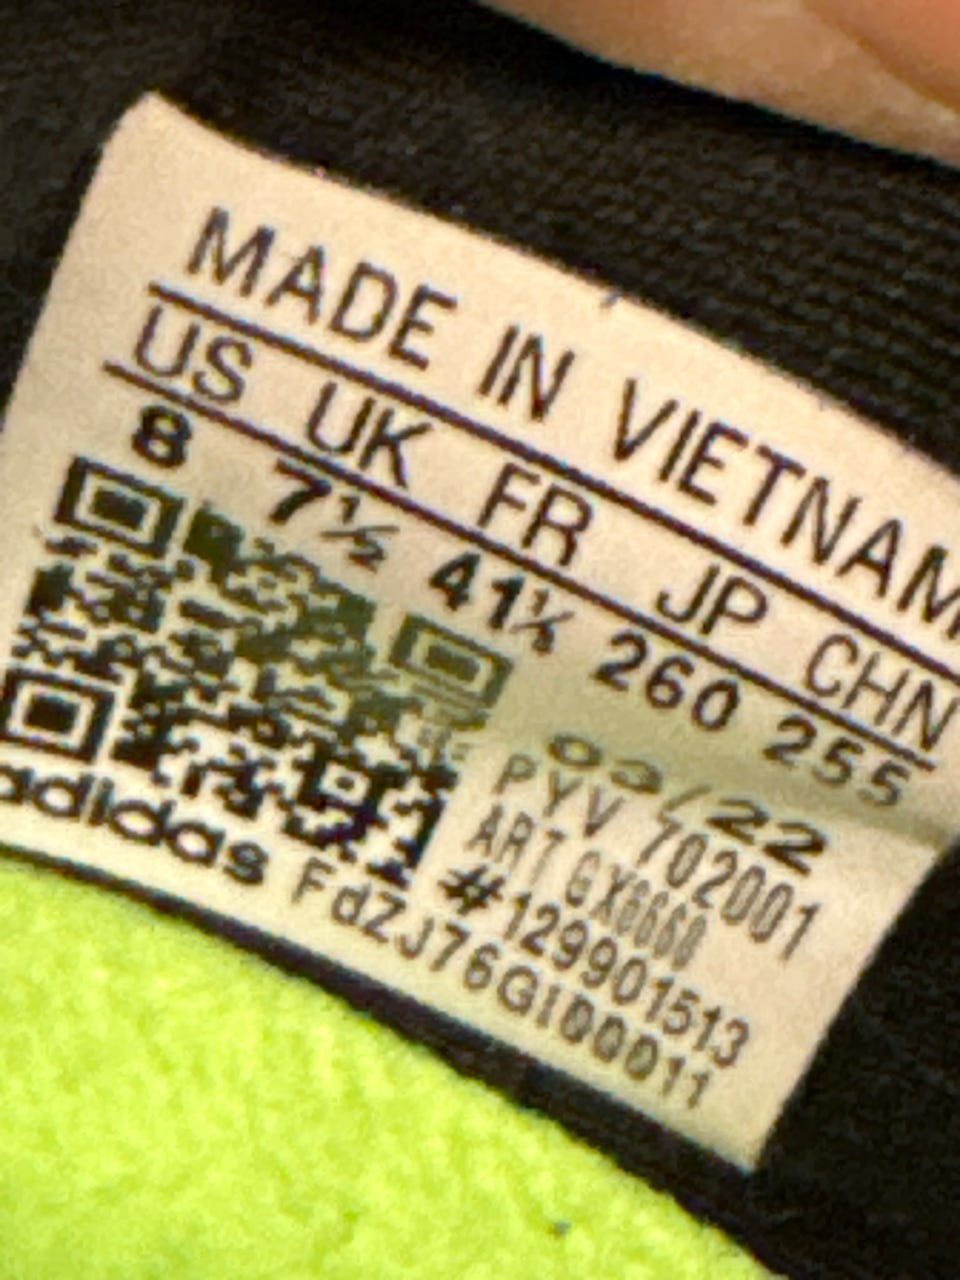 MADE IN VIETNAM
US UK FR JP CHN
8 7½ 41⅓ 260 255
03/22
PYV 702001
ART GX6660
#129901513
adidas FdZJ76GI00011